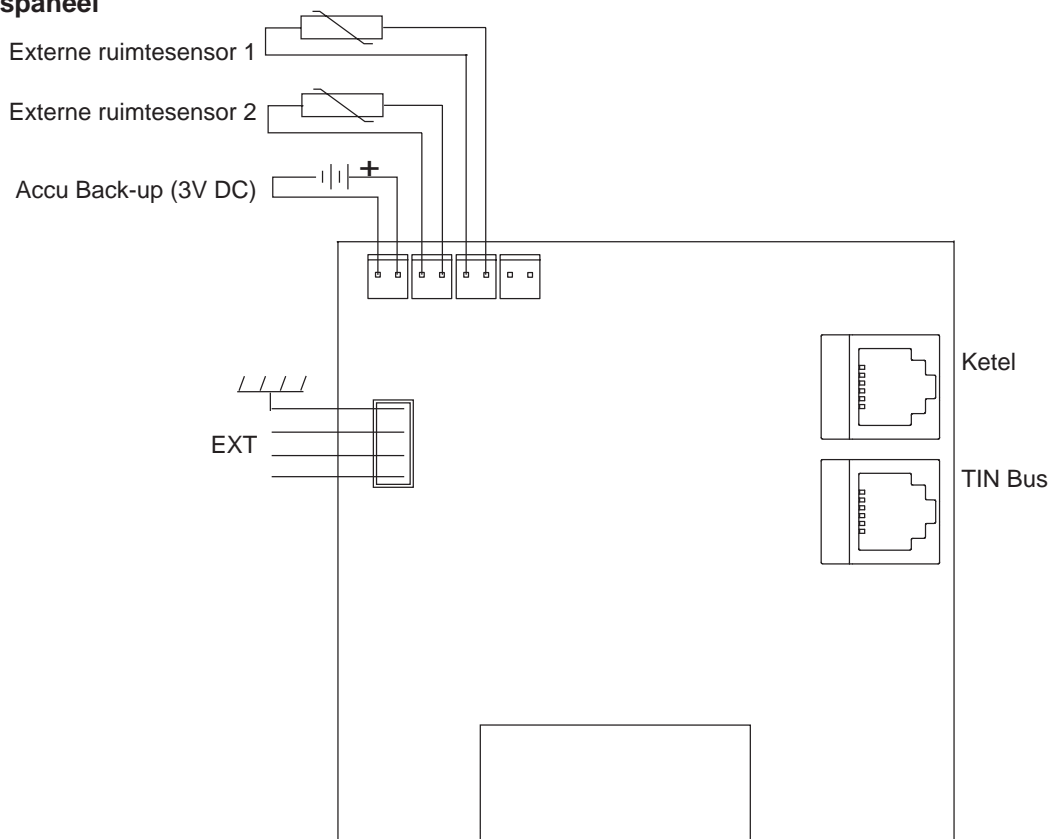 spaneel
Externe ruimtesensor 1
Externe ruimtesensor 2
Accu Back-up (3V DC)
+
Ketel
EXT
TIN Bus